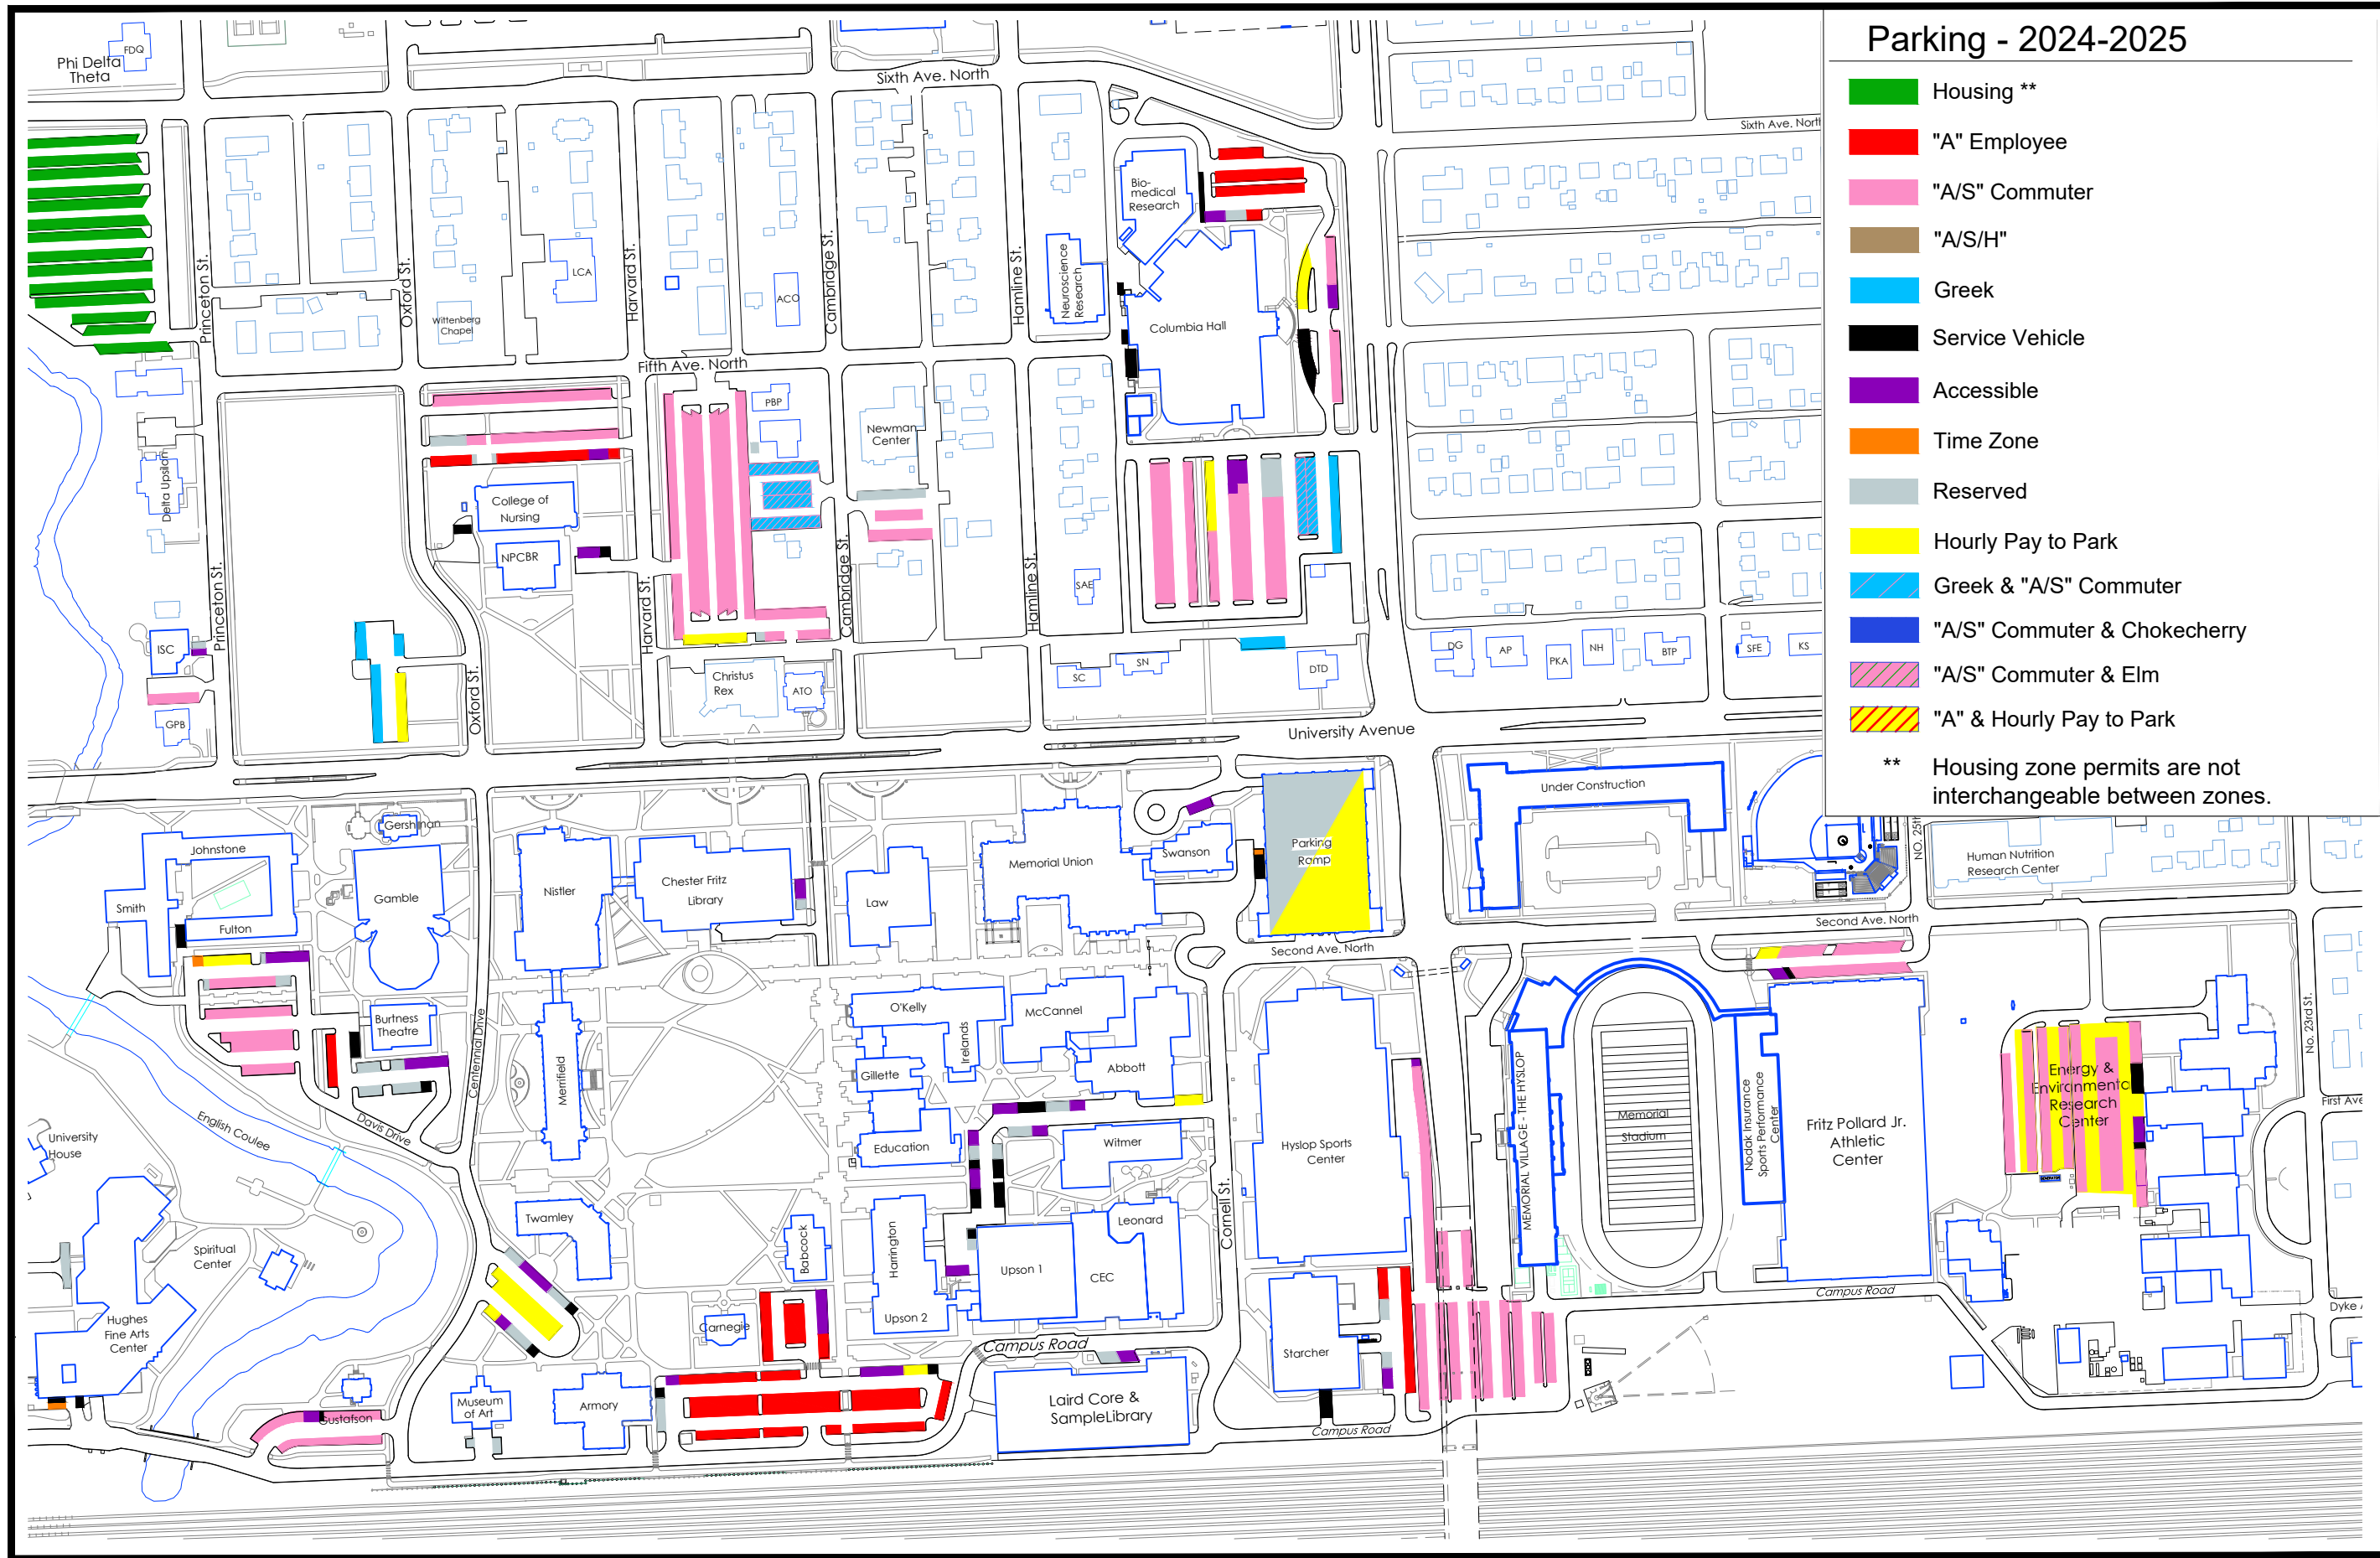 Parking - 2024-2025
Housing **
"A" Employee
"A/S" Commuter
"A/S/H"
Greek
Service Vehicle
Accessible
Time Zone
Reserved
Hourly Pay to Park
Greek & "A/S" Commuter
"A/S" Commuter & Chokecherry
"A/S" Commuter & Elm
"A" & Hourly Pay to Park
** Housing zone permits are not
interchangeable between zones.
FDQ
Phi Delta
Theta
Sixth Ave. North
Sixth Ave. North
Bio-
medical
Research
Princeton St.
Oxford St.
Harvard St.
Cambridge St.
Hamline St.
LCA
ACO
Neuroscience
Research
Columbia Hall
Wittenberg
Chapel
Fifth Ave. North
PBP
Newman
Center
Delta Upsilon
College of
Nursing
NPCBR
SAE
Princeton St.
Oxford St.
Harvard St.
Cambridge St.
Hamline St.
ISC
GPB
Christus
Rex
ATO
SC
SN
DTD
DG
AP
PKA
NH
BTP
SFE
KS
University Avenue
Under Construction
NO. 25th
Human Nutrition
Research Center
Gershman
Johnstone
Smith
Fulton
Gamble
Nistler
Chester Fritz
Library
Law
Memorial Union
Swanson
Parking
Ramp
Second Ave. North
Second Ave. North
Burtness
Theatre
Centennial Drive
Merrifield
O'Kelly
Irelands
McCannel
Gillette
Abbott
Education
Witmer
Hyslop Sports
Center
MEMORIAL VILLAGE - THE HYSLOP
Memorial
Stadium
Nodak Insurance
Sports Performance
Center
Fritz Pollard Jr.
Athletic
Center
Energy &
Environmental
Research
Center
No. 23rd St.
First Ave
English Coulee
Davis Drive
University
House
Spiritual
Center
Hughes
Fine Arts
Center
Twamley
Babcock
Harrington
Upson 2
Upson 1
CEC
Leonard
Cornell St.
Carnegie
Campus Road
Starcher
Campus Road
Dyke A
Gustafson
Museum
of Art
Armory
Laird Core &
SampleLibrary
Campus Road